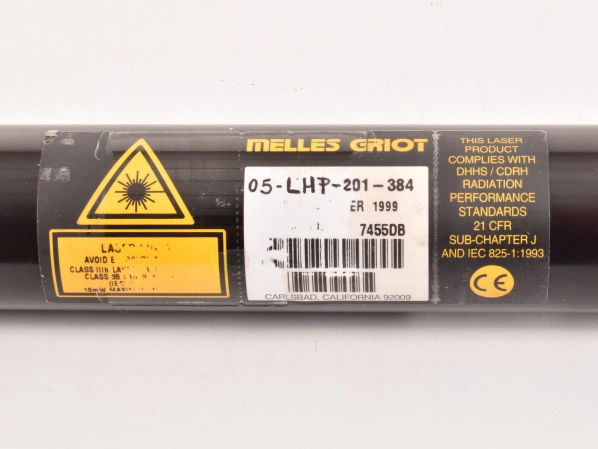 MELLES GRIOT
05-LHP-201-384
ER 1999
7455DB
CARLSBAD, CALIFORNIA 92009
AVOID
CLASS IIIb
CLASS 3B
15mW
THIS LASER
PRODUCT
COMPLIES WITH
DHHS / CDRH
RADIATION
PERFORMANCE
STANDARDS
21 CFR
SUB-CHAPTER J
AND IEC 825-1:1993
CE